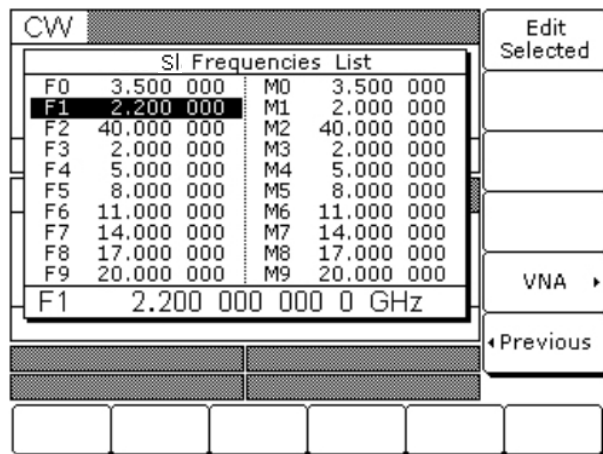 CW
Sl Frequencies List
F0 3.500 000 M0 3.500 000
F1 2.200 000 M1 2.000 000
F2 40.000 000 M2 40.000 000
F3 2.000 000 M3 2.000 000
F4 5.000 000 M4 5.000 000
F5 8.000 000 M5 8.000 000
F6 11.000 000 M6 11.000 000
F7 14.000 000 M7 14.000 000
F8 17.000 000 M8 17.000 000
F9 20.000 000 M9 20.000 000
F1 2.200 000 000 0 GHz
Edit
Selected
VNA
Previous